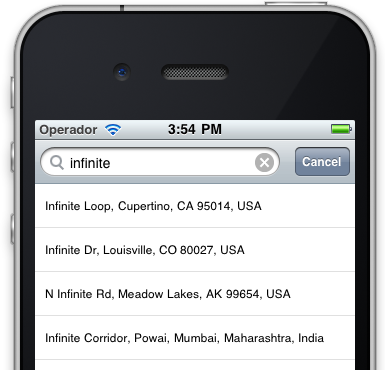 Operador 3:54 PM
infinite Cancel
Infinite Loop, Cupertino, CA 95014, USA
Infinite Dr, Louisville, CO 80027, USA
N Infinite Rd, Meadow Lakes, AK 99654, USA
Infinite Corridor, Powai, Mumbai, Maharashtra, India